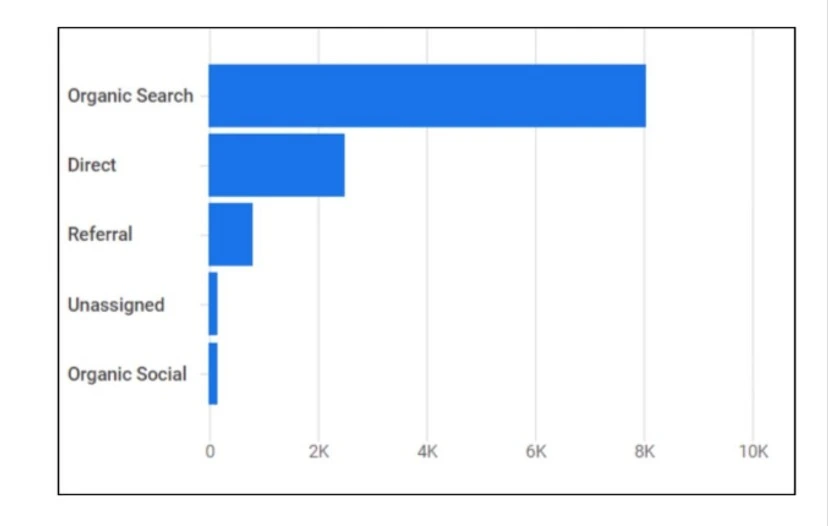 Organic Search
Direct
Referral
Unassigned
Organic Social
0 2K 4K 6K 8K 10K